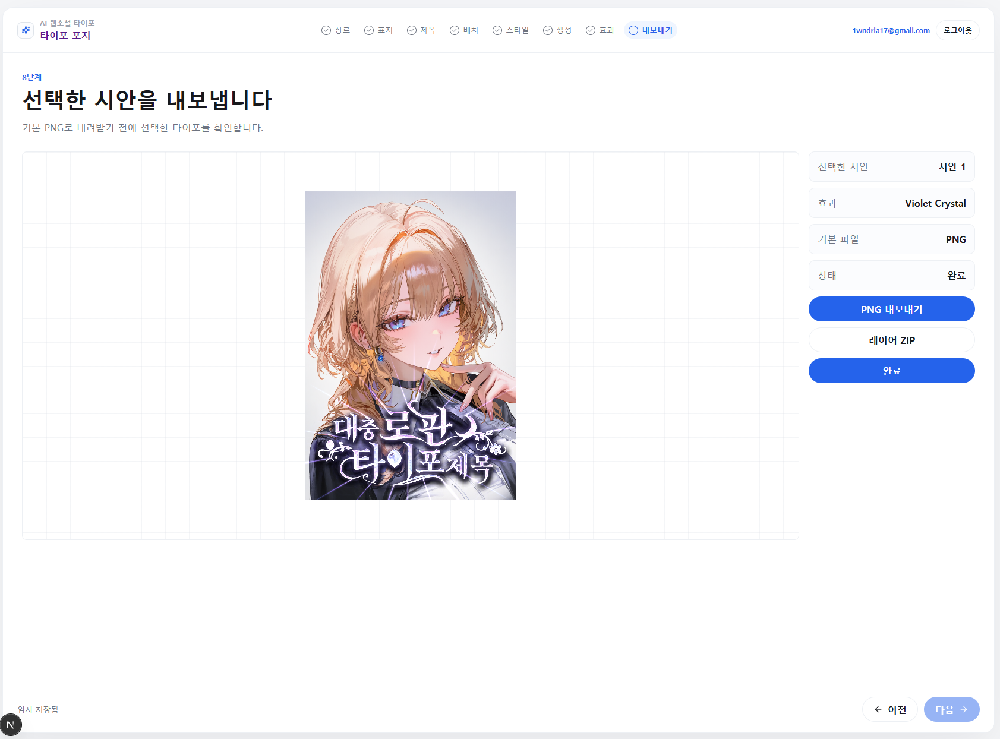 AI 웹소설 타이포
타이포 포지
장르
표지
제목
배치
스타일
생성
효과
내보내기
1wndrla17@gmail.com
로그아웃
8단계
선택한 시안을 내보냅니다
기본 PNG로 내려받기 전에 선택한 타이포를 확인합니다.
대충 로판
타이포 제목
선택한 시안
시안 1
효과
Violet Crystal
기본 파일
PNG
상태
완료
PNG 내보내기
레이어 ZIP
완료
임시 저장됨
N
이전
다음